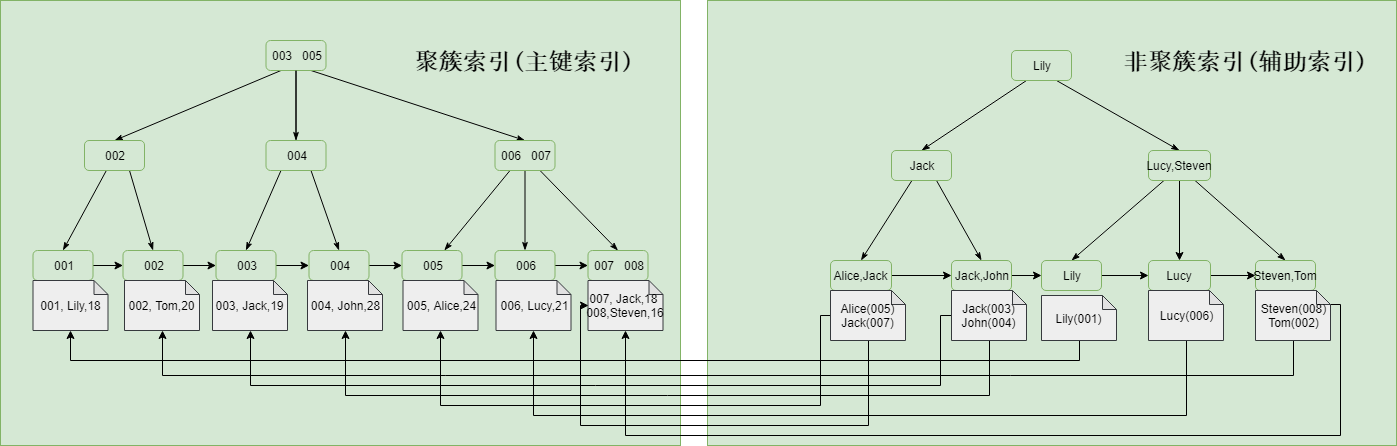 聚簇索引(主键索引)
003 005
002
004
006 007
001
002
003
004
005
006
007 008
001, Lily,18
002, Tom,20
003, Jack,19
004, John,28
005, Alice,24
006, Lucy,21
007, Jack,18
008,Steven,16
非聚簇索引(辅助索引)
Lily
Jack
Lucy,Steven
Alice,Jack
Jack,John
Lily
Lucy
Steven,Tom
Alice(005)
Jack(007)
Jack(003)
John(004)
Lily(001)
Lucy(006)
Steven(008)
Tom(002)